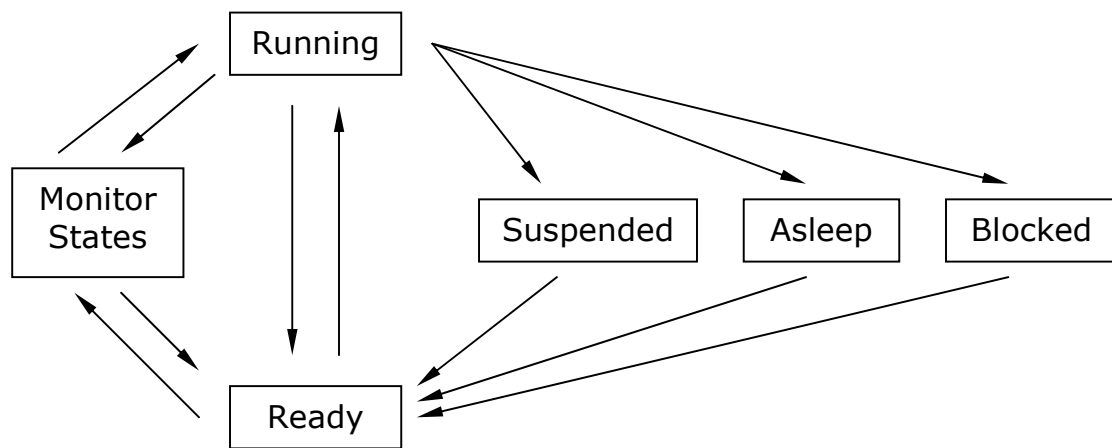 Running
Monitor
States
Suspended
Asleep
Blocked
Ready